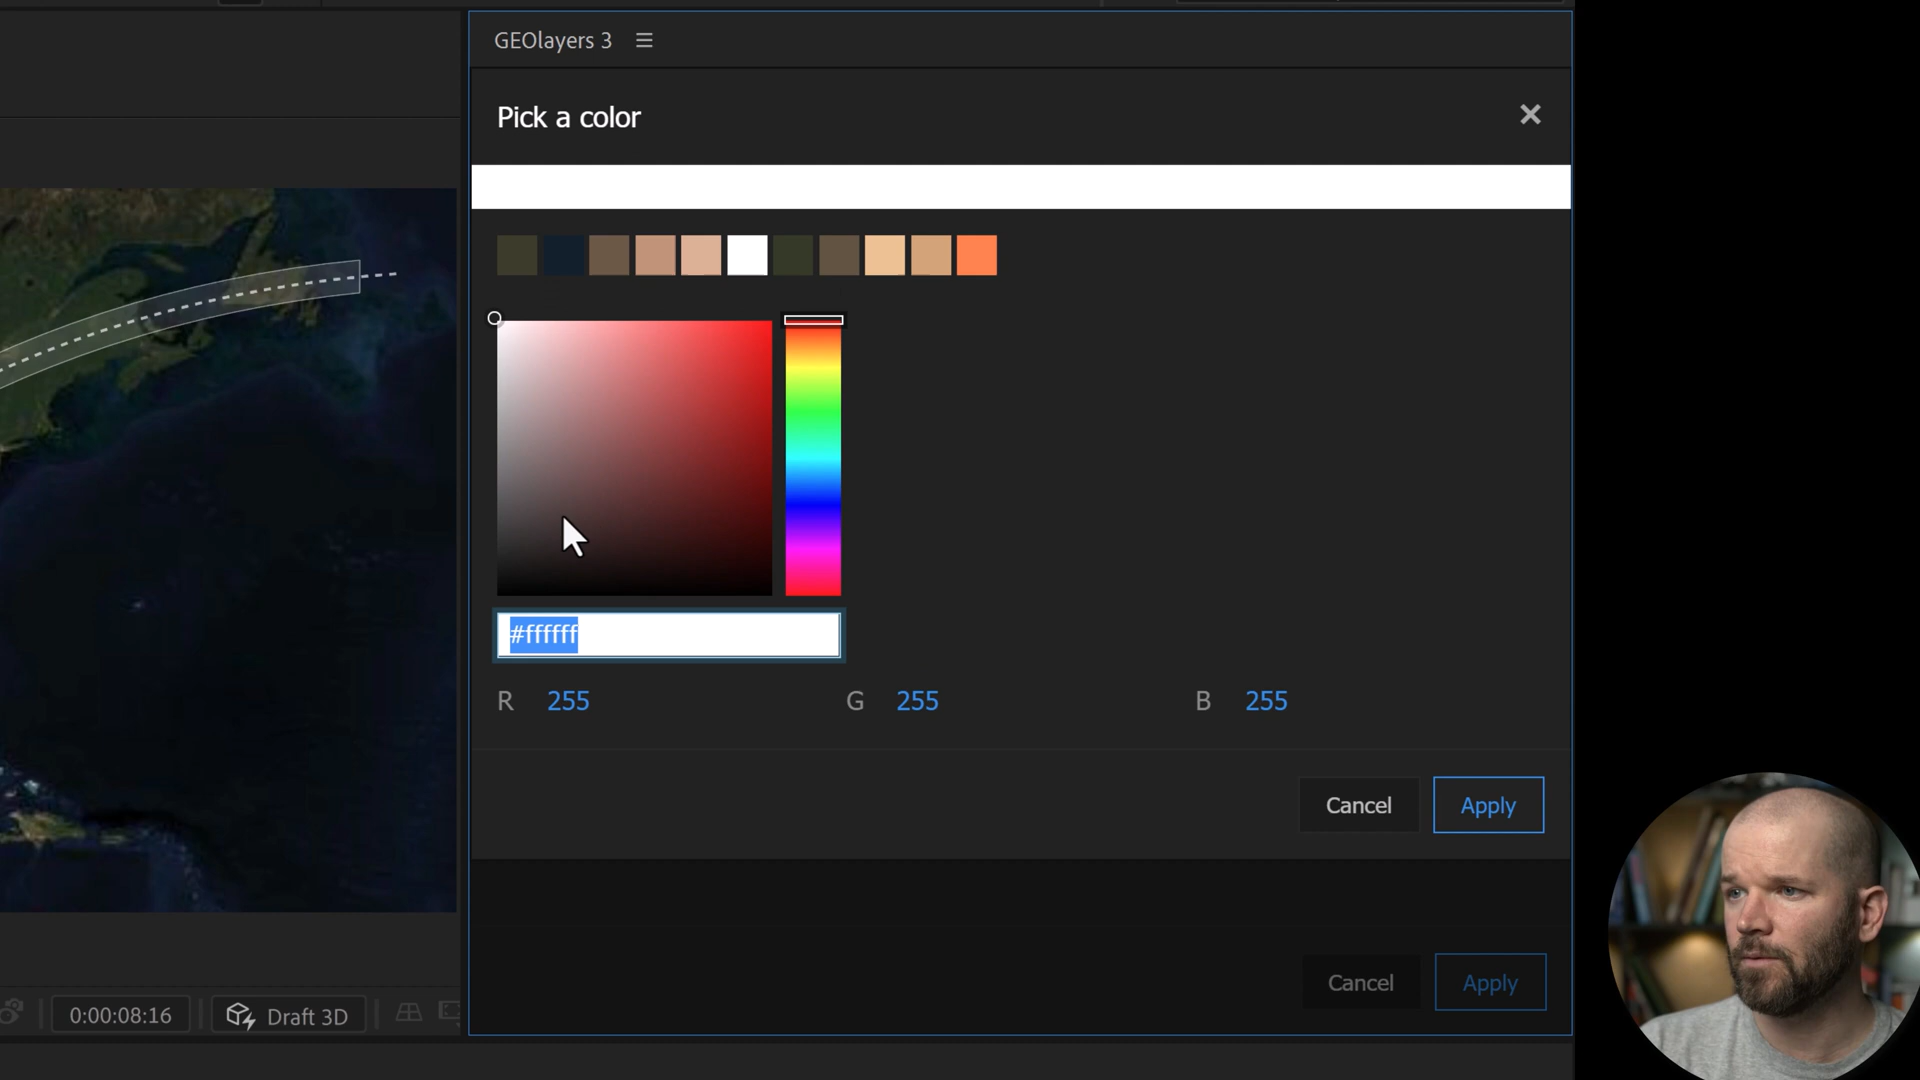 GEOlayers 3
Pick a color
#ffffff
R 255 G 255 B 255
Cancel Apply
Cancel Apply
0:00:08:16 Draft 3D